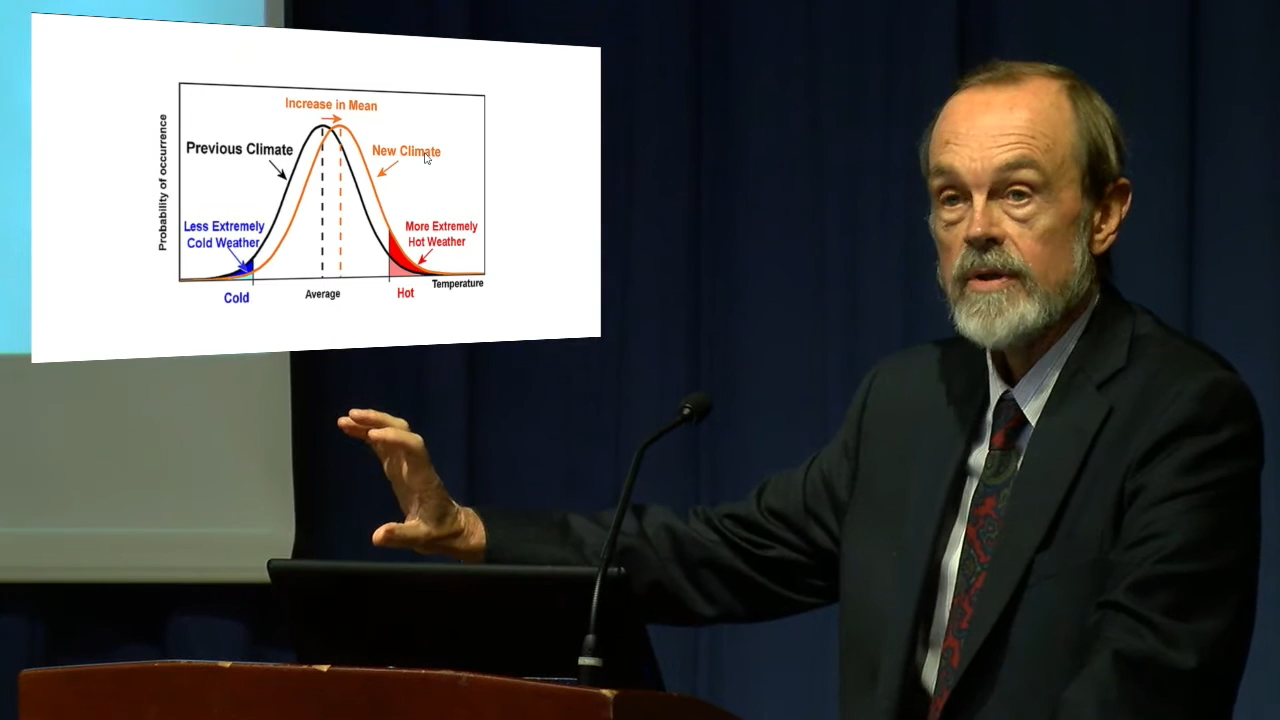 Increase in Mean
Previous Climate
New Climate
Probability of occurrence
Less Extremely
Cold Weather
More Extremely
Hot Weather
Cold
Average
Hot
Temperature